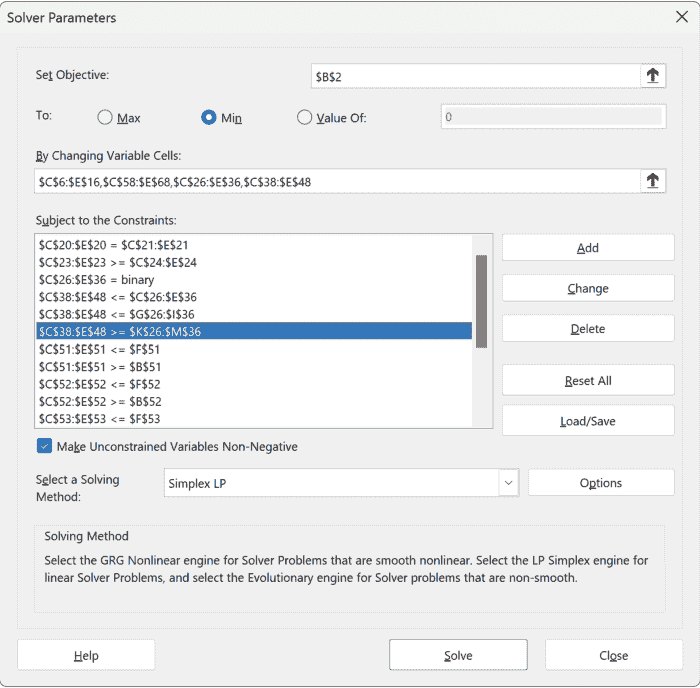 Solver Parameters
Set Objective:
$B$2
To:
Max
Min
Value Of:
0
By Changing Variable Cells:
$C$6:$E$16,$C$58:$E$68,$C$26:$E$36,$C$38:$E$48
Subject to the Constraints:
$C$20:$E$20 = $C$21:$E$21
$C$23:$E$23 >= $C$24:$E$24
$C$26:$E$36 = binary
$C$38:$E$48 <= $C$26:$E$36
$C$38:$E$48 <= $G$26:$I$36
$C$38:$E$48 >= $K$26:$M$36
$C$51:$E$51 <= $F$51
$C$51:$E$51 >= $B$51
$C$52:$E$52 <= $F$52
$C$52:$E$52 >= $B$52
$C$53:$E$53 <= $F$53
Add
Change
Delete
Reset All
Load/Save
Make Unconstrained Variables Non-Negative
Select a Solving
Method:
Simplex LP
Options
Solving Method
Select the GRG Nonlinear engine for Solver Problems that are smooth nonlinear. Select the LP Simplex engine for
linear Solver Problems, and select the Evolutionary engine for Solver problems that are non-smooth.
Help
Solve
Close